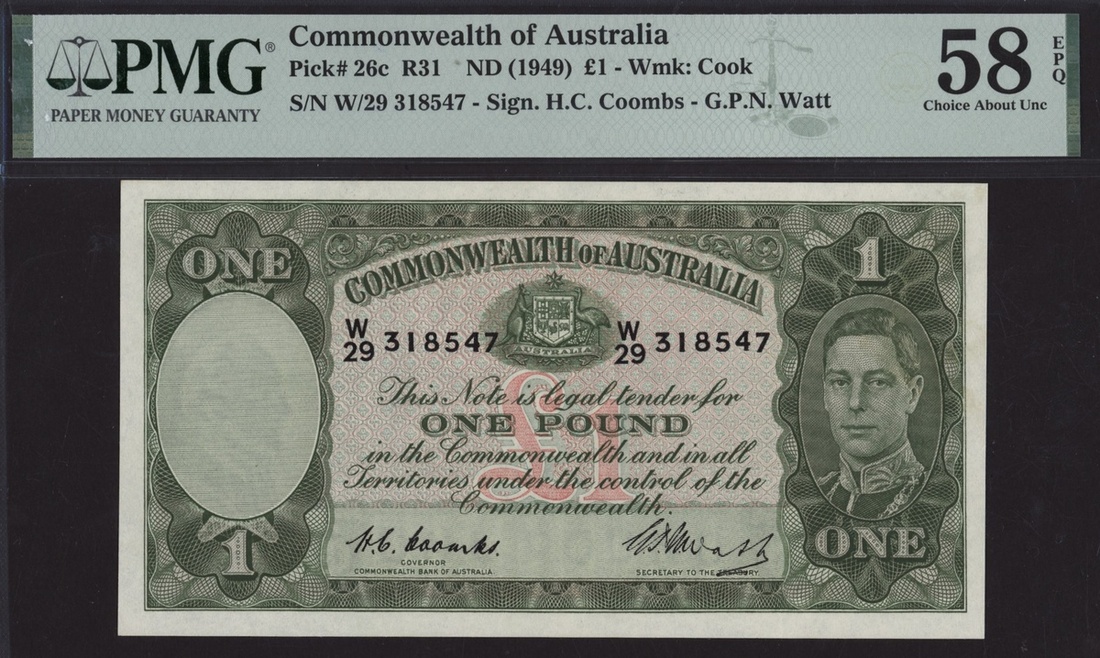 PMG®
PAPER MONEY GUARANTY
Commonwealth of Australia
Pick# 26c R31 ND (1949) £1 - Wmk: Cook
S/N W/29 318547 - Sign. H.C. Coombs - G.P.N. Watt
58
EPQ
Choice About Unc
ONE
1
COMMONWEALTH OF AUSTRALIA
W/29 318547
W/29 318547
AUSTRALIA
£1
This Note is legal tender for
ONE POUND
in the Commonwealth and in all
Territories under the control of the
Commonwealth.
H.C. Coombs.
GOVERNOR
COMMONWEALTH BANK OF AUSTRALIA
SECRETARY TO THE TREASURY
1
ONE